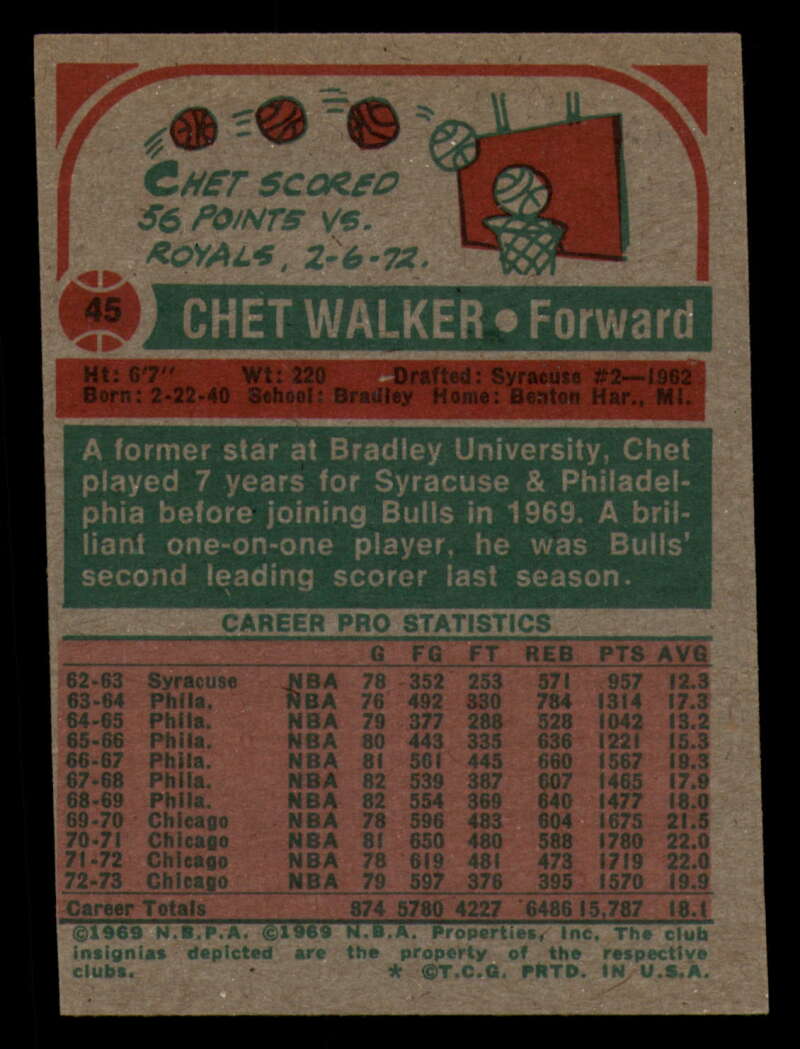 CHET SCORED
56 POINTS VS.
ROYALS, 2-6-72.
45 CHET WALKER • Forward
Ht: 6'7" Wt: 220 Drafted: Syracuse #2—1962
Born: 2-22-40 School: Bradley Home: Benton Har., MI.
A former star at Bradley University, Chet
played 7 years for Syracuse & Philadel-
phia before joining Bulls in 1969. A bril-
liant one-on-one player, he was Bulls'
second leading scorer last season.
CAREER PRO STATISTICS
G FG FT REB PTS AVG
62-63 Syracuse NBA 78 352 253 571 957 12.3
63-64 Phila. NBA 76 492 330 784 1314 17.3
64-65 Phila. NBA 79 377 288 528 1042 13.2
65-66 Phila. NBA 80 443 335 636 1221 15.3
66-67 Phila. NBA 81 561 445 660 1567 19.3
67-68 Phila. NBA 82 539 387 607 1465 17.9
68-69 Phila. NBA 82 554 369 640 1477 18.0
69-70 Chicago NBA 78 596 483 604 1675 21.5
70-71 Chicago NBA 81 650 480 588 1780 22.0
71-72 Chicago NBA 78 619 481 473 1719 22.0
72-73 Chicago NBA 79 597 376 395 1570 19.9
Career Totals 874 5780 4227 6486 15,787 18.1
©1969 N.B.P.A. ©1969 N.B.A. Properties, Inc. The club
insignias depicted are the property of the respective
clubs. * ©T.C.G. PRTD. IN U.S.A.